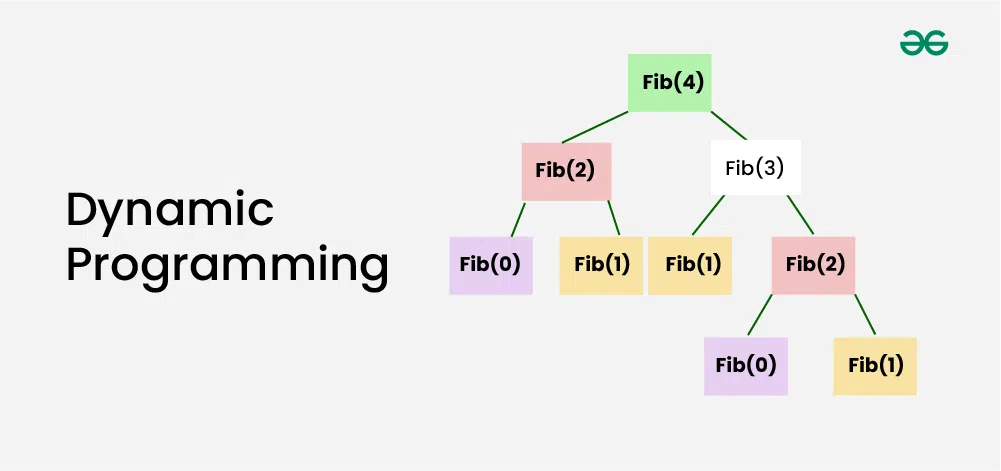 Dynamic
Programming
Fib(4)
Fib(2)
Fib(3)
Fib(0)
Fib(1)
Fib(1)
Fib(2)
Fib(0)
Fib(1)